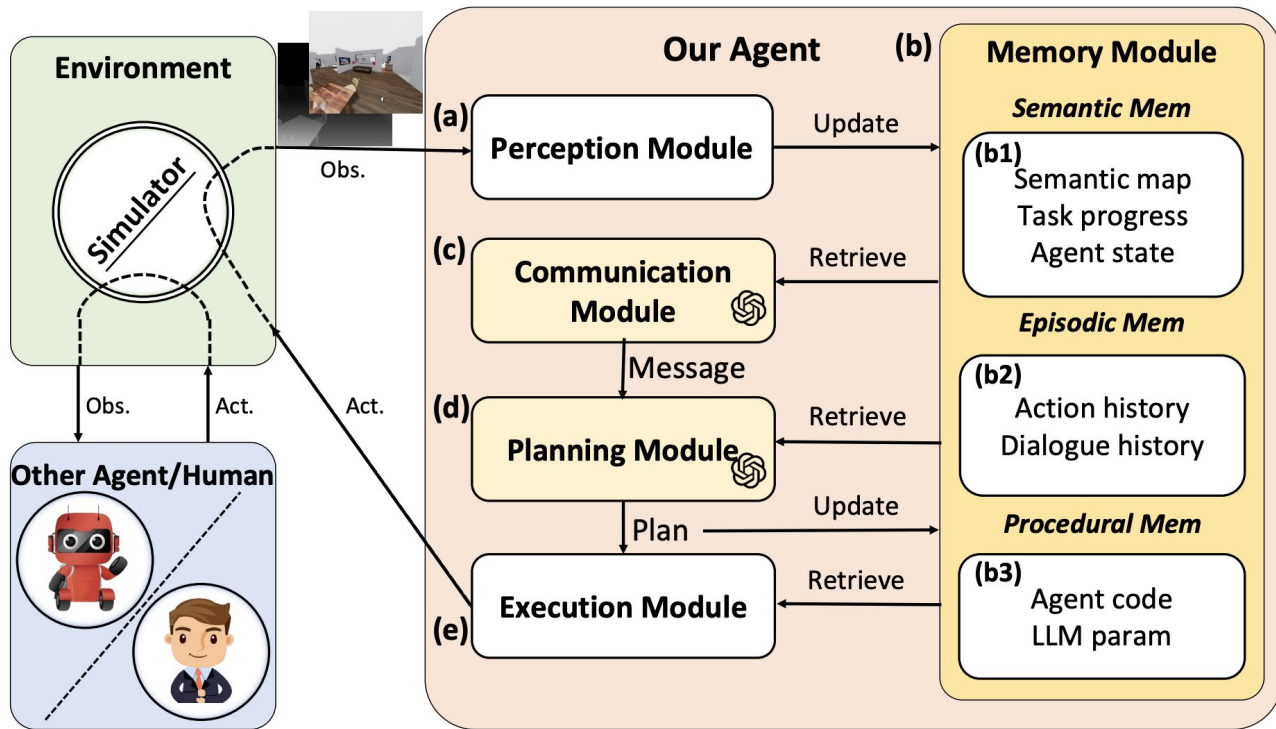 Environment
Simulator
Obs.
Act.
Other Agent/Human
Obs.
Act.
Our Agent
(a)
Perception Module
Update
(c)
Communication
Module
Retrieve
Message
(d)
Planning Module
Retrieve
Plan
Update
Execution Module
(e)
Retrieve
(b)
Memory Module
Semantic Mem
(b1)
Semantic map
Task progress
Agent state
Episodic Mem
(b2)
Action history
Dialogue history
Procedural Mem
(b3)
Agent code
LLM param